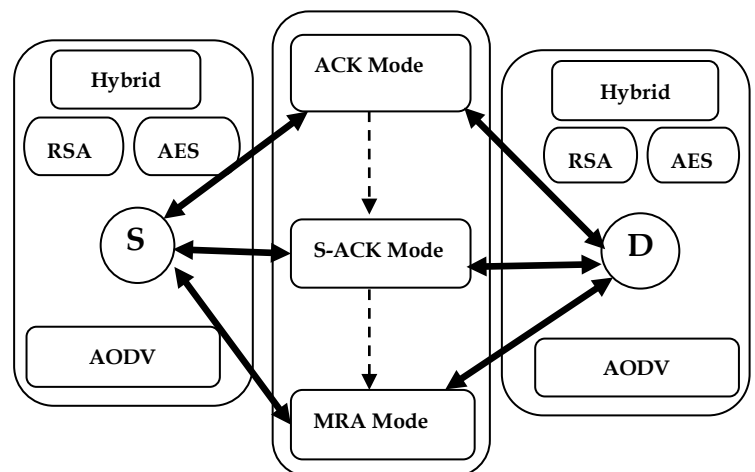 Hybrid
RSA
AES
S
AODV
ACK Mode
S-ACK Mode
MRA Mode
Hybrid
RSA
AES
D
AODV